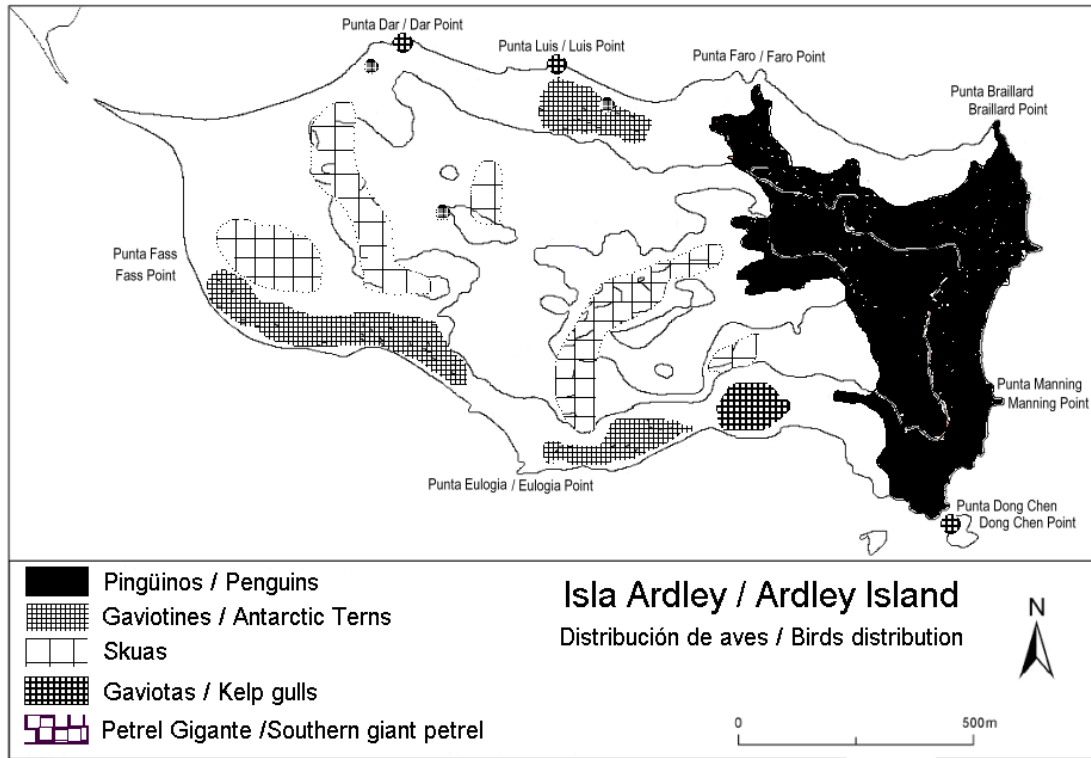 Punta Dar / Dar Point
Punta Luis / Luis Point
Punta Faro / Faro Point
Punta Braillard
Braillard Point
Punta Fass
Fass Point
Punta Manning
Manning Point
Punta Eulogia / Eulogia Point
Punta Dong Chen
Dong Chen Point
Pingüinos / Penguins
Gaviotines / Antarctic Terns
Skuas
Gaviotas / Kelp gulls
Petrel Gigante /Southern giant petrel
Isla Ardley / Ardley Island
Distribución de aves / Birds distribution
N
0 500m